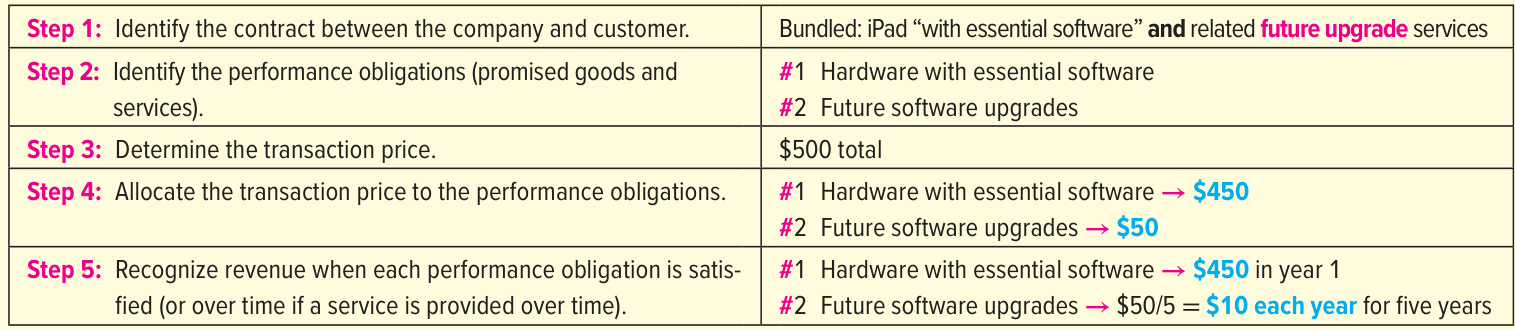 Step 1: Identify the contract between the company and customer.
Bundled: iPad “with essential software” and related future upgrade services
Step 2: Identify the performance obligations (promised goods and
services).
#1 Hardware with essential software
#2 Future software upgrades
Step 3: Determine the transaction price.
$500 total
Step 4: Allocate the transaction price to the performance obligations.
#1 Hardware with essential software → $450
#2 Future software upgrades → $50
Step 5: Recognize revenue when each performance obligation is satis-
fied (or over time if a service is provided over time).
#1 Hardware with essential software → $450 in year 1
#2 Future software upgrades → $50/5 = $10 each year for five years